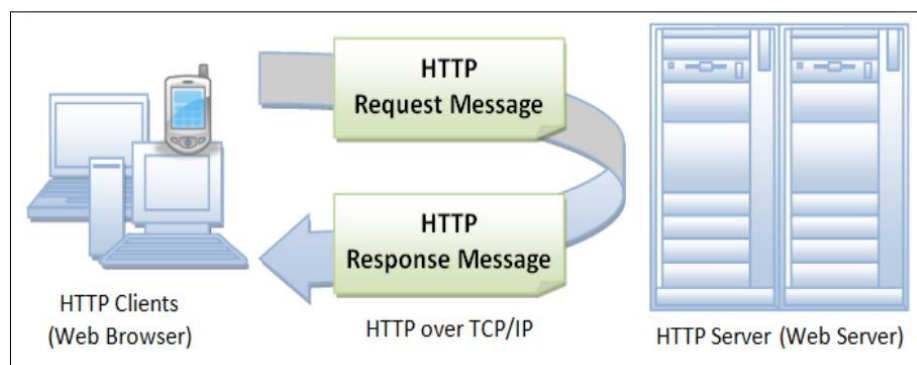 HTTP
Request Message
HTTP
Response Message
HTTP Clients
(Web Browser)
HTTP over TCP/IP
HTTP Server (Web Server)